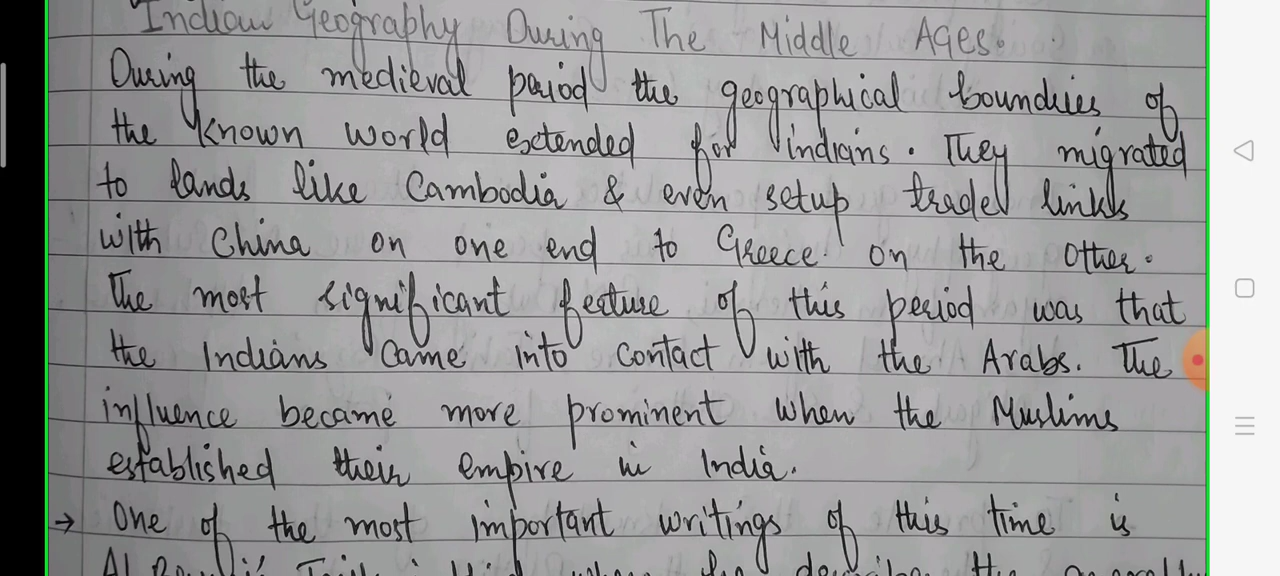 Indian Geography During The Middle Ages.
During the medieval period the geographical boundries of
the known world extended for indians. They migrated
to lands like Cambodia & even setup trade links
with China on one end to Greece on the other.
The most significant feature of this period was that
the Indians came into contact with the Arabs. The
influence became more prominent when the Muslims
established their empire in India.
→ One of the most important writings of this time is